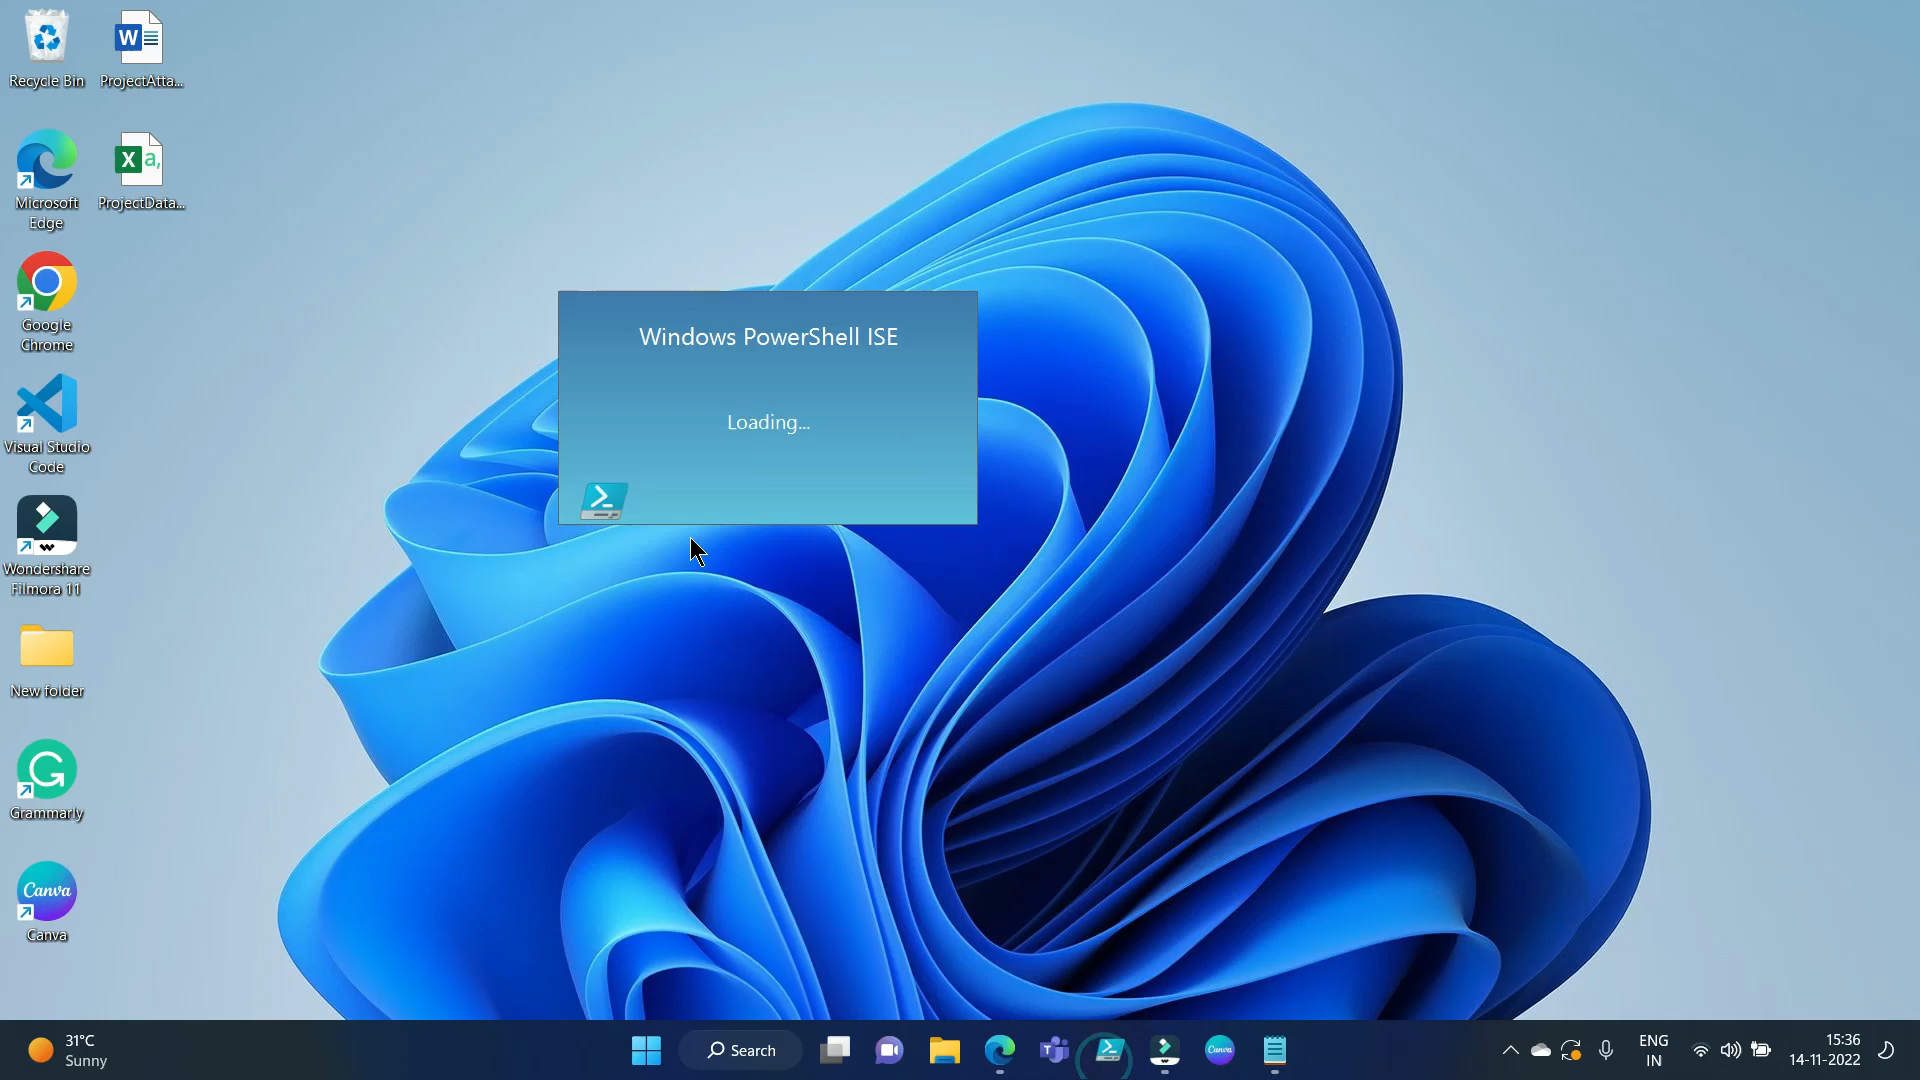 Recycle Bin
ProjectAtta...
Microsoft
Edge
ProjectData...
Google
Chrome
Visual Studio
Code
Wondershare
Filmora 11
New folder
Grammarly
Canva
Canva
W
X a,
Windows PowerShell ISE
Loading...
31°C
Sunny
Search
Canva
ENG
IN
15:36
14-11-2022